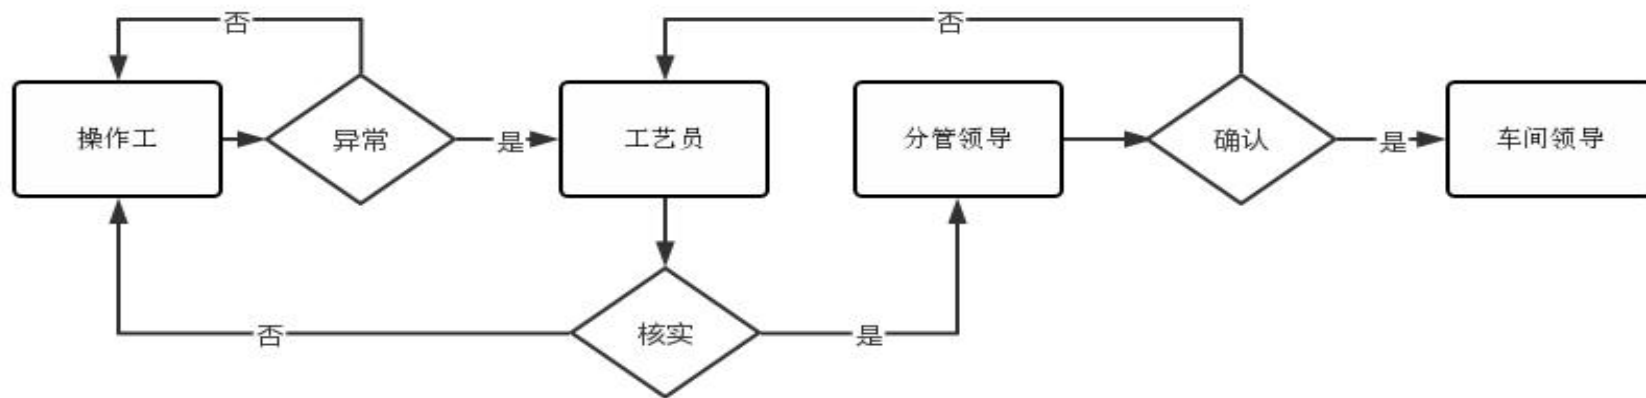 否
否
操作工
异常
是
工艺员
分管领导
确认
是
车间领导
否
核实
是